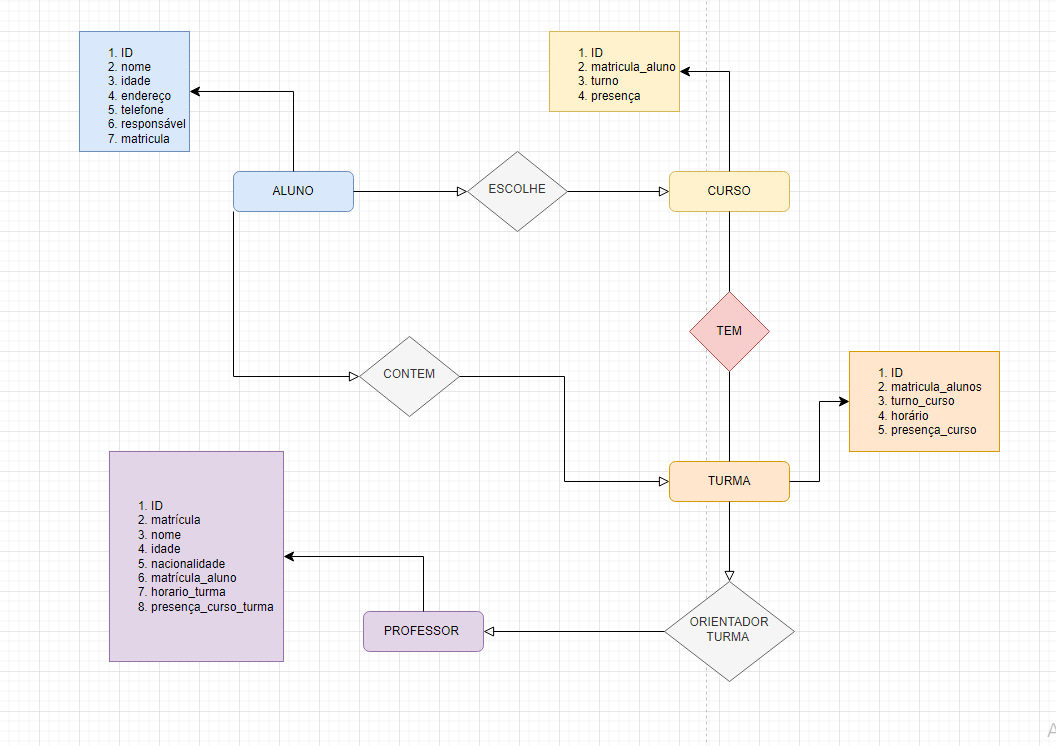 1. ID
2. nome
3. idade
4. endereço
5. telefone
6. responsável
7. matricula
1. ID
2. matricula_aluno
3. turno
4. presença
ALUNO
ESCOLHE
CURSO
TEM
CONTEM
1. ID
2. matricula_alunos
3. turno_curso
4. horário
5. presença_curso
TURMA
1. ID
2. matrícula
3. nome
4. idade
5. nacionalidade
6. matrícula_aluno
7. horario_turma
8. presença_curso_turma
PROFESSOR
ORIENTADOR
TURMA